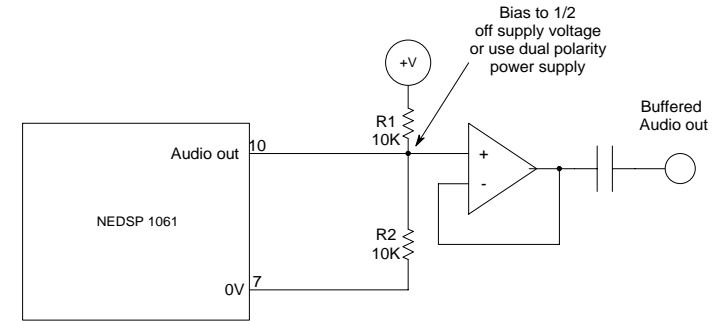 Bias to 1/2
off supply voltage
or use dual polarity
power supply
+V
Buffered
Audio out
R1
10K
Audio out
10
+
-
NEDSP 1061
R2
10K
0V
7